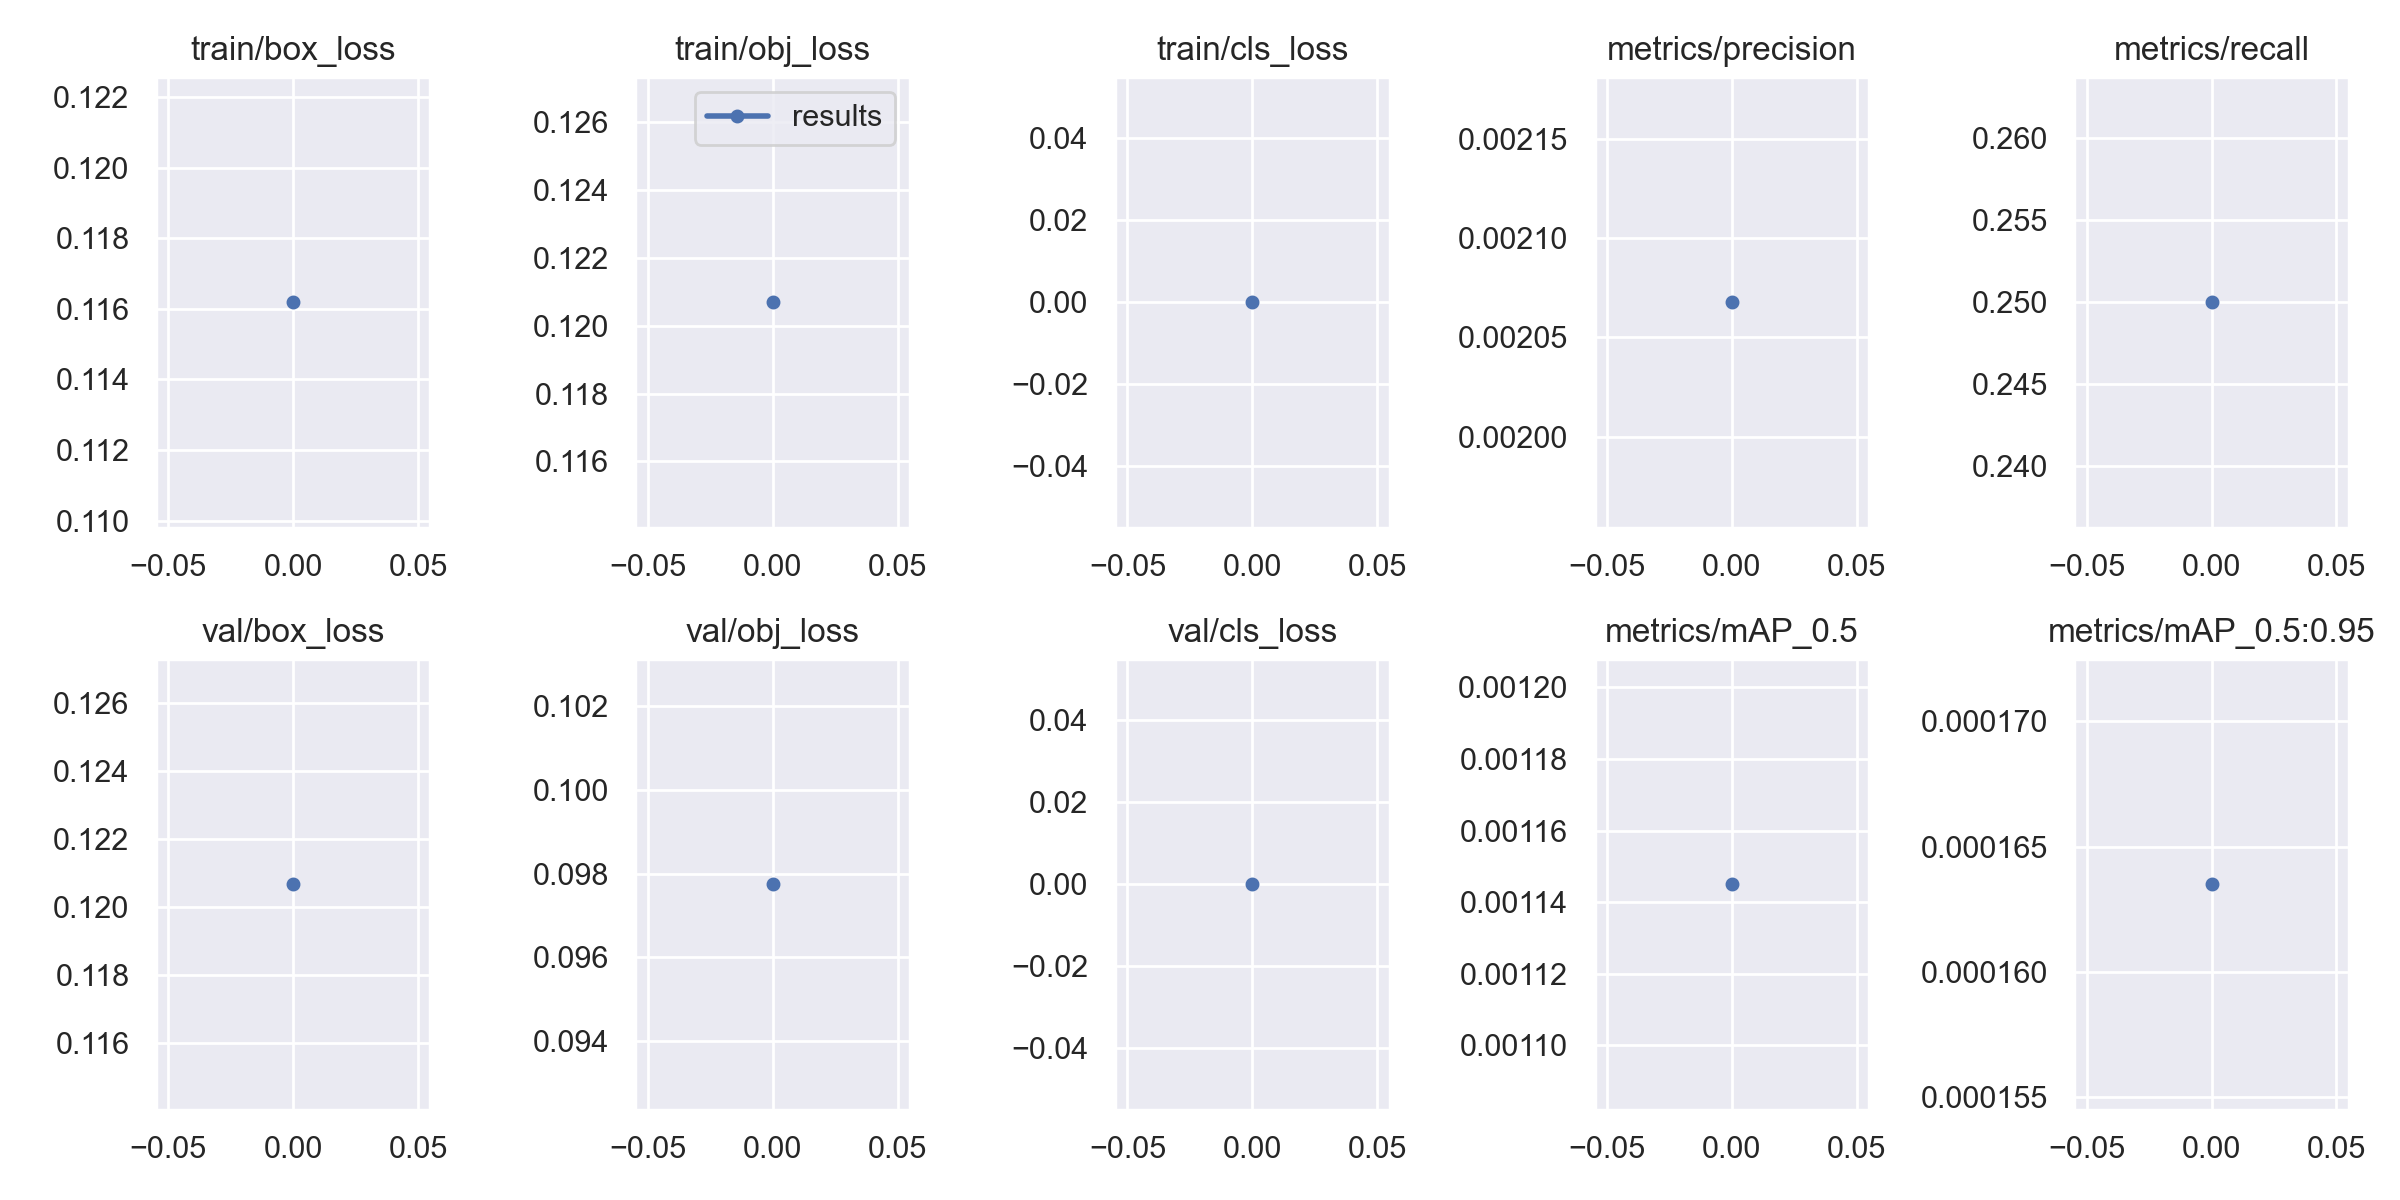 train/box_loss
0.122
0.120
0.118
0.116
0.114
0.112
0.110
−0.05 0.00 0.05
train/obj_loss
results
0.126
0.124
0.122
0.120
0.118
0.116
−0.05 0.00 0.05
train/cls_loss
0.04
0.02
0.00
−0.02
−0.04
−0.05 0.00 0.05
metrics/precision
0.00215
0.00210
0.00205
0.00200
−0.05 0.00 0.05
metrics/recall
0.260
0.255
0.250
0.245
0.240
−0.05 0.00 0.05
val/box_loss
0.126
0.124
0.122
0.120
0.118
0.116
−0.05 0.00 0.05
val/obj_loss
0.102
0.100
0.098
0.096
0.094
−0.05 0.00 0.05
val/cls_loss
0.04
0.02
0.00
−0.02
−0.04
−0.05 0.00 0.05
metrics/mAP_0.5
0.00120
0.00118
0.00116
0.00114
0.00112
0.00110
−0.05 0.00 0.05
metrics/mAP_0.5:0.95
0.000170
0.000165
0.000160
0.000155
−0.05 0.00 0.05